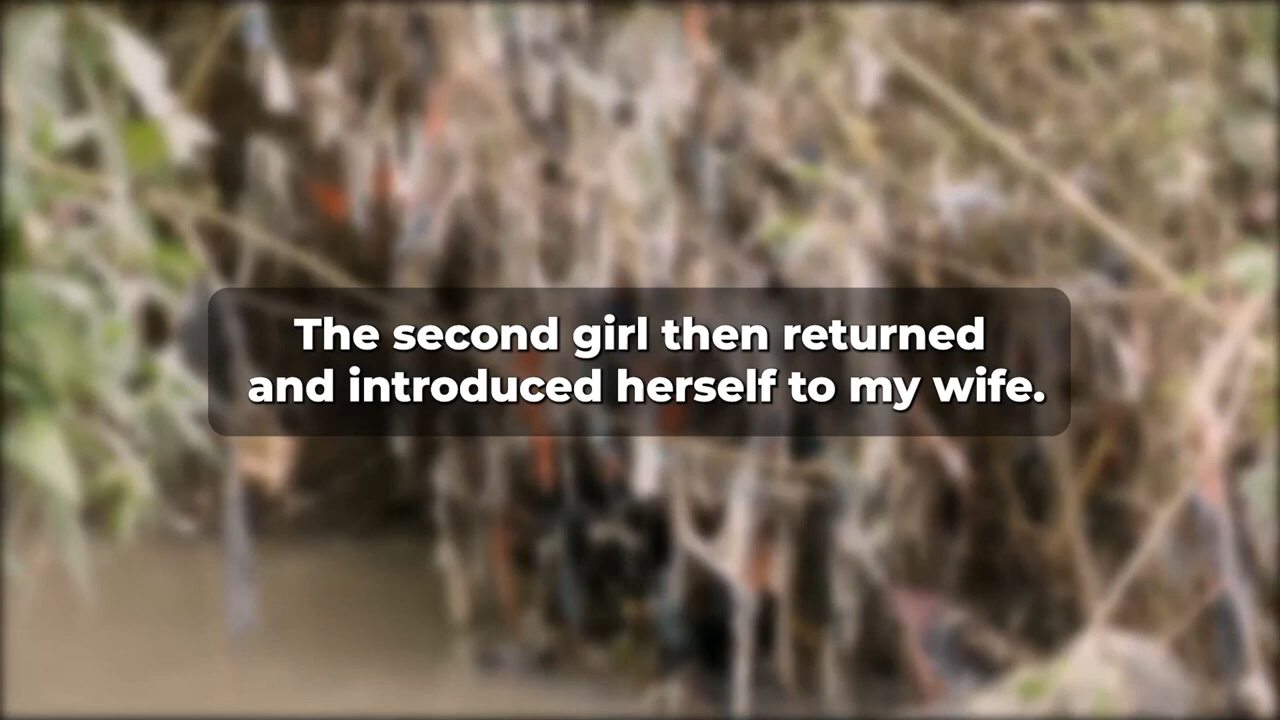 The second girl then returned
and introduced herself to my wife.